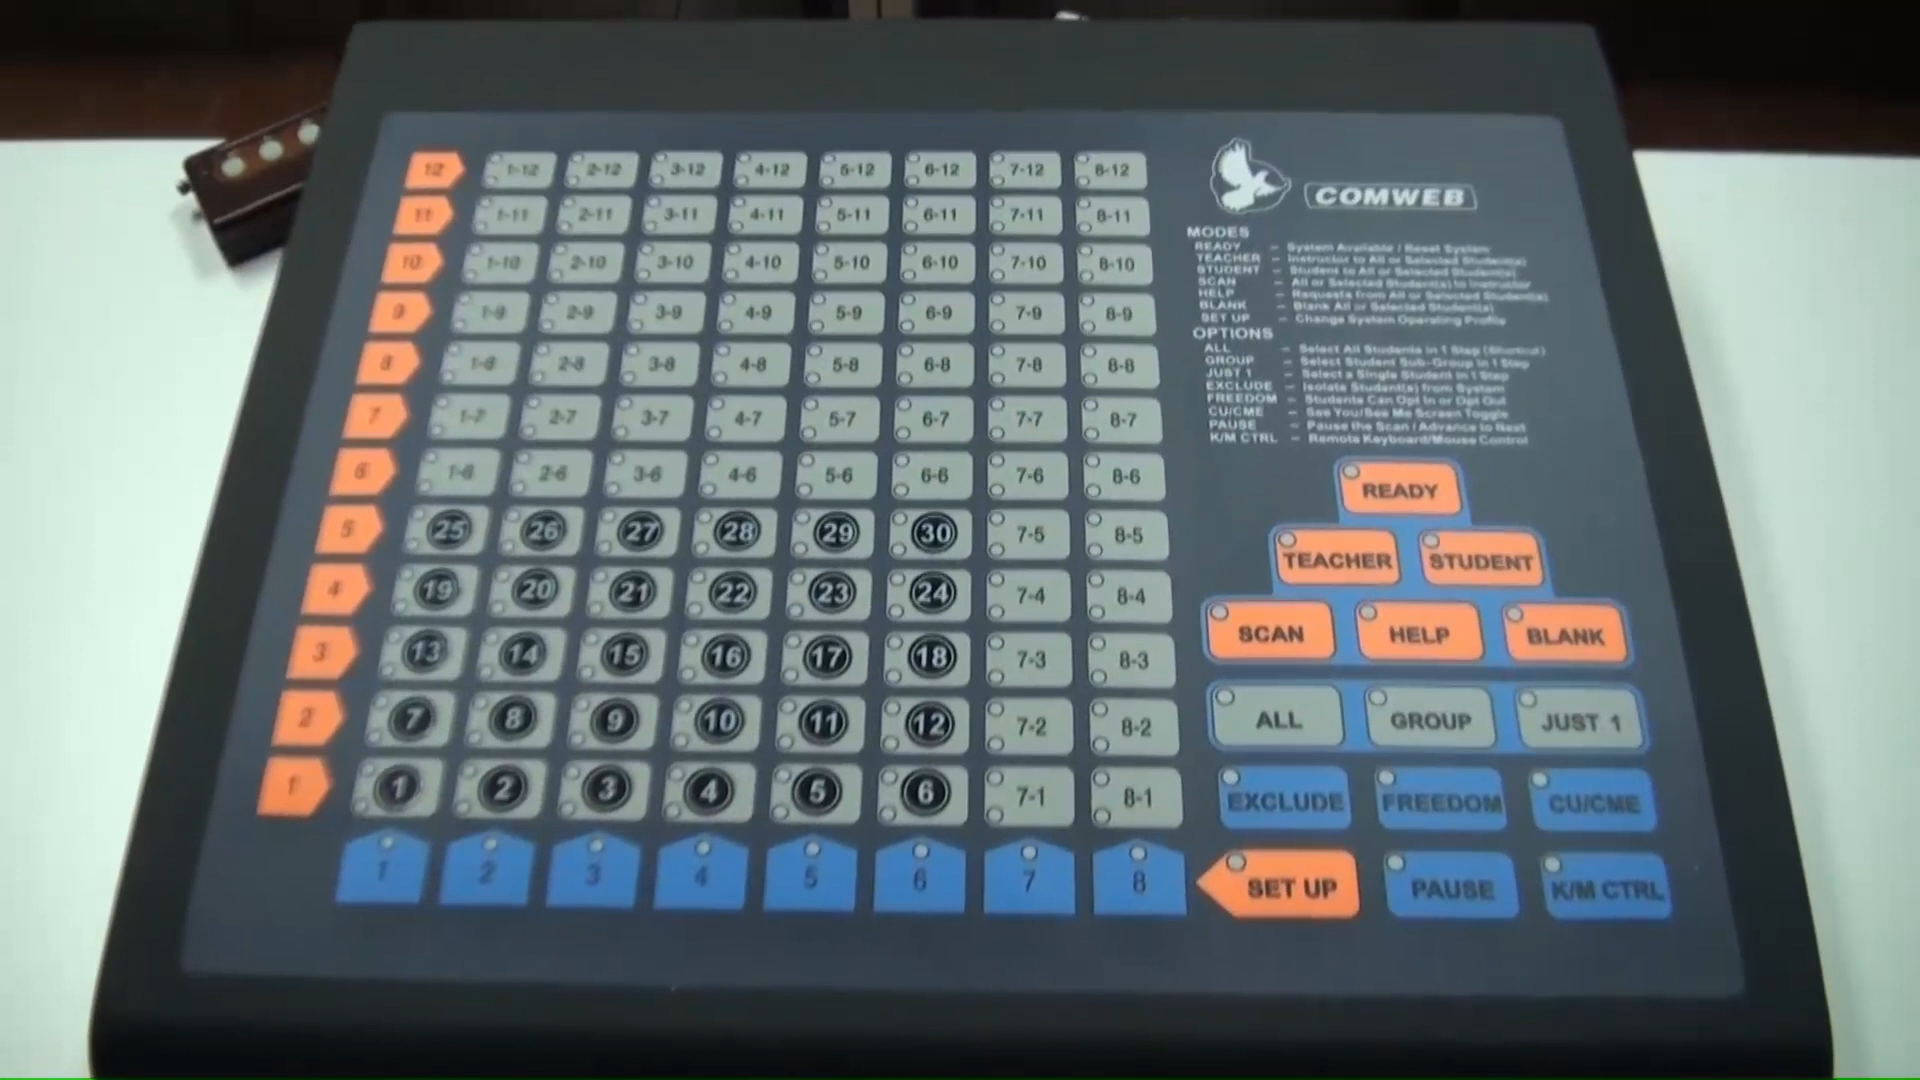 COMWEB
MODES
READY – System Available / Reset System
TEACHER – Instructor to All or Selected Student(s)
STUDENT – Student to All or Selected Student(s)
SCAN – All or Selected Student(s) to Instructor
HELP – Requests from All or Selected Student(s)
BLANK – Blank All or Selected Student(s)
SET UP – Change System Operating Profile
OPTIONS
ALL – Select All Students in 1 Step (Shortcut)
GROUP – Select Student Sub-Group in 1 Step
JUST 1 – Select a Single Student in 1 Step
EXCLUDE – Isolate Student(s) from System
FREEDOM – Students Can Opt In or Opt Out
CU/CME – See You/See Me Screen Toggle
PAUSE – Pause the Scan / Advance to Next
K/M CTRL – Remote Keyboard/Mouse Control
12 1-12 2-12 3-12 4-12 5-12 6-12 7-12 8-12
11 1-11 2-11 3-11 4-11 5-11 6-11 7-11 8-11
10 1-10 2-10 3-10 4-10 5-10 6-10 7-10 8-10
9 1-9 2-9 3-9 4-9 5-9 6-9 7-9 8-9
8 1-8 2-8 3-8 4-8 5-8 6-8 7-8 8-8
7 1-7 2-7 3-7 4-7 5-7 6-7 7-7 8-7
6 1-6 2-6 3-6 4-6 5-6 6-6 7-6 8-6
5 25 26 27 28 29 30 7-5 8-5
4 19 20 21 22 23 24 7-4 8-4
3 13 14 15 16 17 18 7-3 8-3
2 7 8 9 10 11 12 7-2 8-2
1 1 2 3 4 5 6 7-1 8-1
1 2 3 4 5 6 7 8
READY
TEACHER STUDENT
SCAN HELP BLANK
ALL GROUP JUST 1
EXCLUDE FREEDOM CU/CME
SET UP PAUSE K/M CTRL